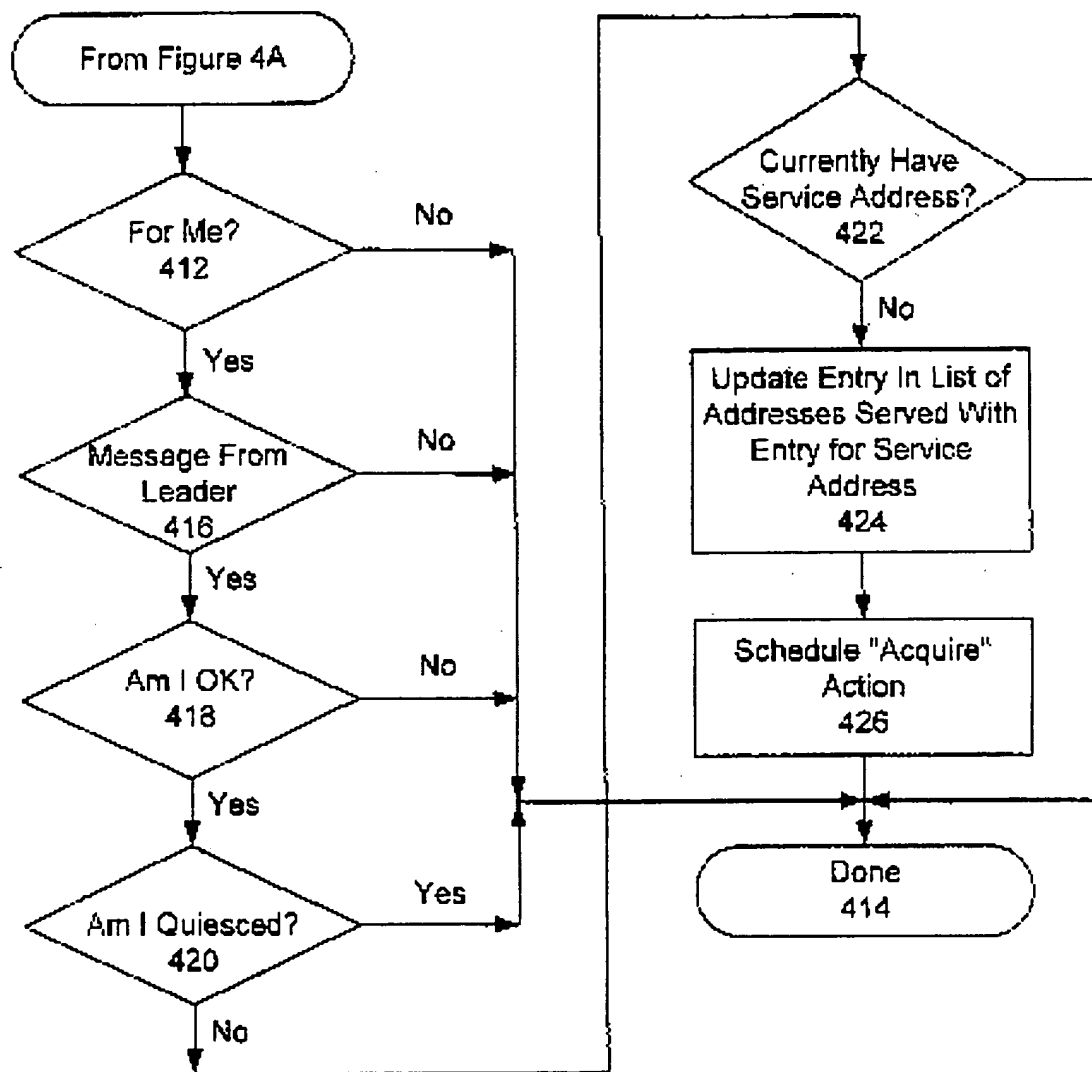 From Figure 4A
For Me?
412
No
Yes
Message From
Leader
416
No
Yes
Am I OK?
418
No
Yes
Am I Quiesced?
420
Yes
No
Currently Have
Service Address?
422
No
Update Entry In List of
Addresses Served With
Entry for Service
Address
424
Schedule "Acquire"
Action
426
Done
414